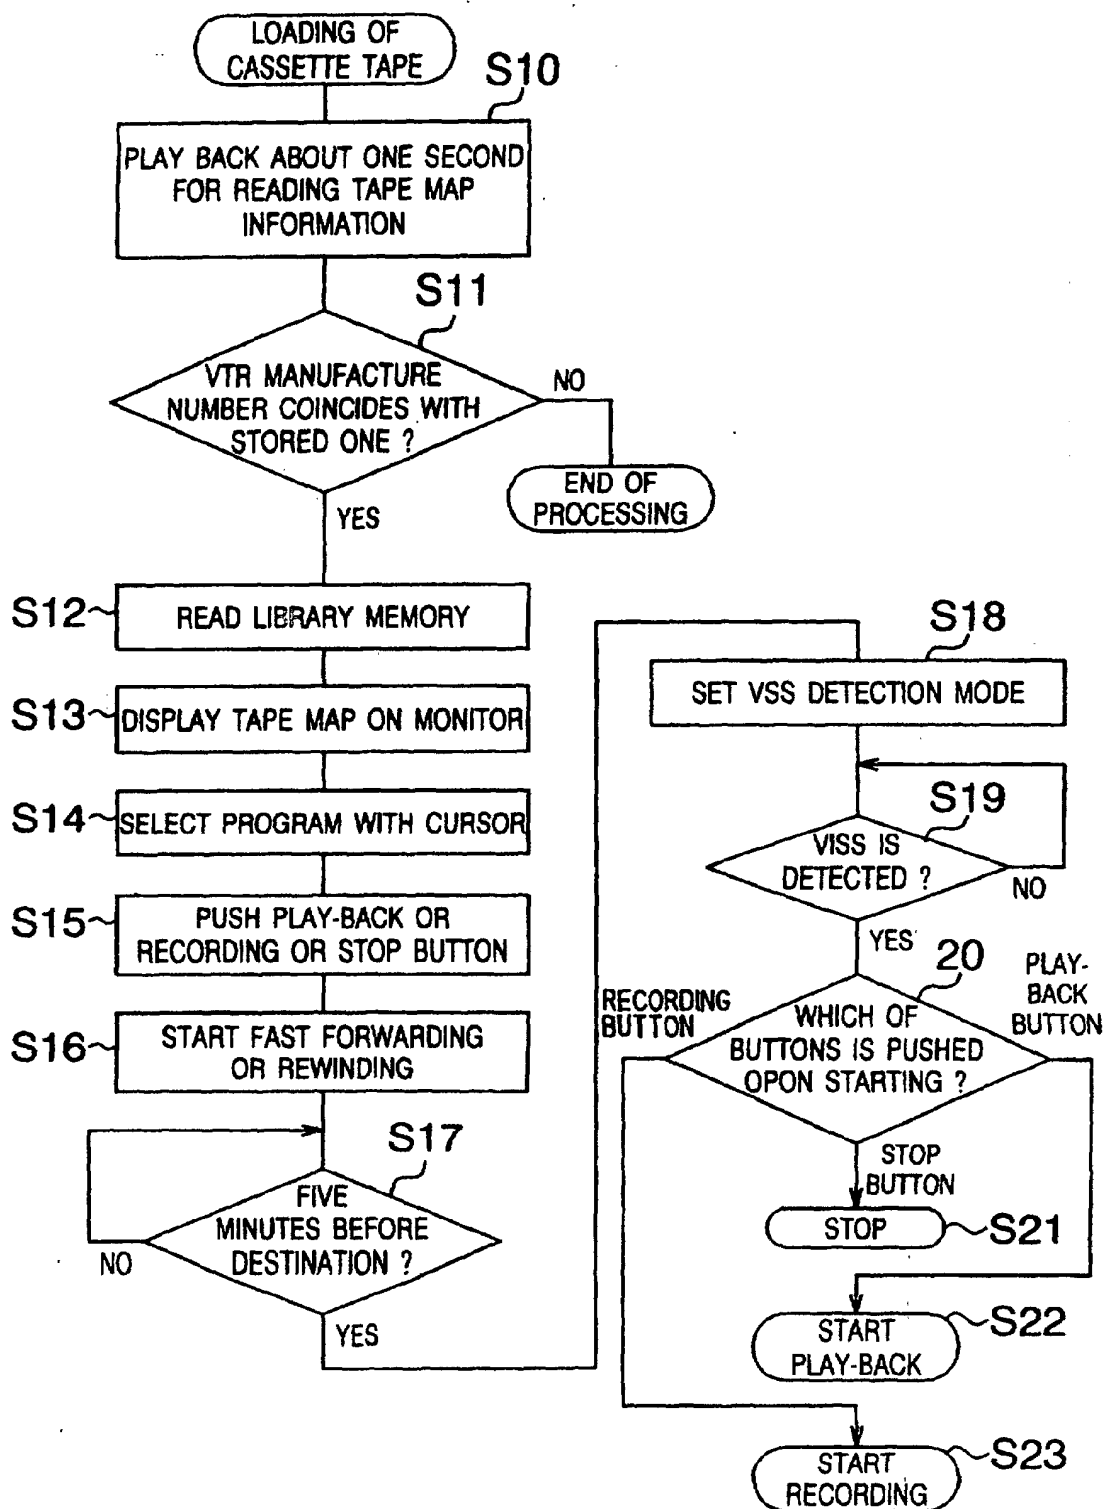 LOADING OF
CASSETTE TAPE
S10
PLAY BACK ABOUT ONE SECOND
FOR READING TAPE MAP
INFORMATION
S11
VTR MANUFACTURE
NUMBER COINCIDES WITH
STORED ONE ?
NO
END OF
PROCESSING
YES
S12
READ LIBRARY MEMORY
S13
DISPLAY TAPE MAP ON MONITOR
S14
SELECT PROGRAM WITH CURSOR
S15
PUSH PLAY-BACK OR
RECORDING OR STOP BUTTON
S16
START FAST FORWARDING
OR REWINDING
S17
FIVE
MINUTES BEFORE
DESTINATION ?
NO
YES
S18
SET VSS DETECTION MODE
S19
VISS IS
DETECTED ?
NO
YES
20
WHICH OF
BUTTONS IS PUSHED
OPON STARTING ?
RECORDING
BUTTON
PLAY-
BACK
BUTTON
STOP
BUTTON
STOP
S21
START
PLAY-BACK
S22
START
RECORDING
S23